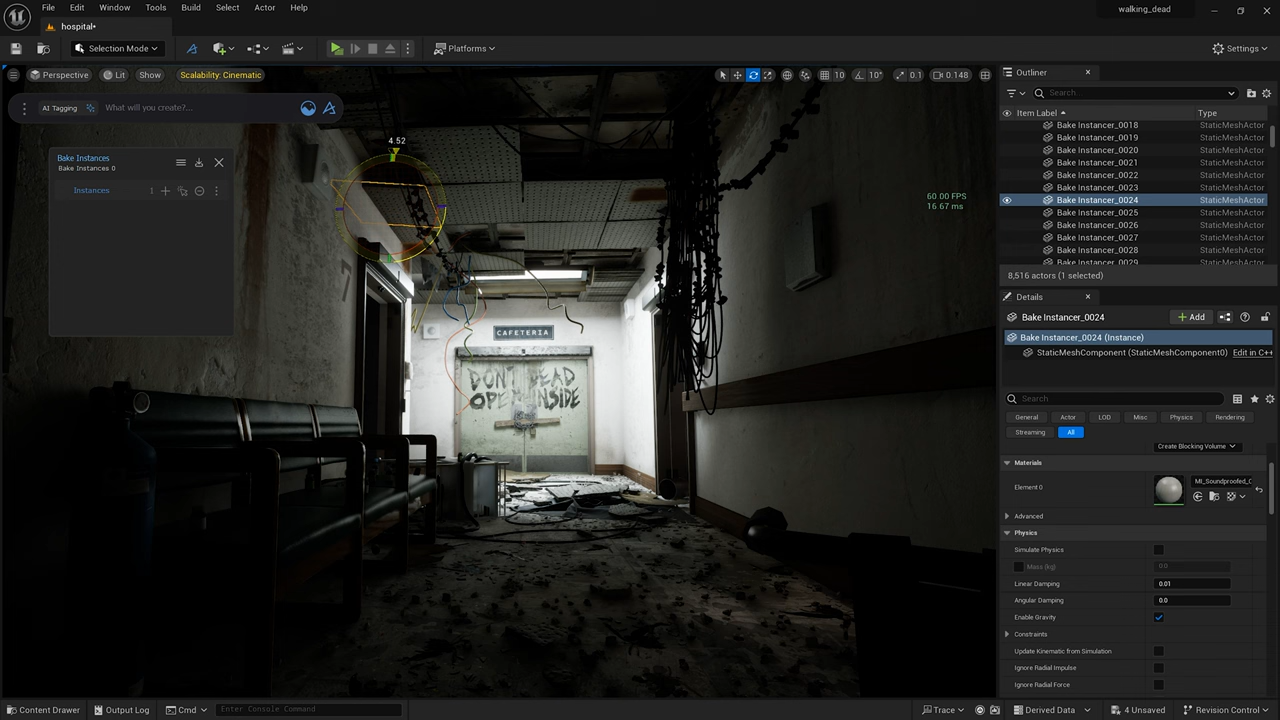 File Edit Window Tools Build Select Actor Help
walking_dead
hospital•
Selection Mode
Platforms
Settings
Perspective
Lit
Show
Scalability: Cinematic
10
10°
0.1
0.148
AI Tagging
What will you create?...
Bake Instances
Bake Instances 0
Instances
1
4.52
60.00 FPS
16.67 ms
CAFETERIA
DONT DEAD
OPEN INSIDE
Outliner
Search...
Item Label
Type
Bake Instancer_0018 StaticMeshActor
Bake Instancer_0019 StaticMeshActor
Bake Instancer_0020 StaticMeshActor
Bake Instancer_0021 StaticMeshActor
Bake Instancer_0022 StaticMeshActor
Bake Instancer_0023 StaticMeshActor
Bake Instancer_0024 StaticMeshActor
Bake Instancer_0025 StaticMeshActor
Bake Instancer_0026 StaticMeshActor
Bake Instancer_0027 StaticMeshActor
Bake Instancer_0028 StaticMeshActor
Bake Instancer_0029 StaticMeshActor
8,516 actors (1 selected)
Details
Bake Instancer_0024
Add
Bake Instancer_0024 (Instance)
StaticMeshComponent (StaticMeshComponent0) Edit in C++
Search
General Actor LOD Misc Physics Rendering
Streaming All
Create Blocking Volume
Materials
Element 0
MI_Soundproofed_C
Advanced
Physics
Simulate Physics
Mass (kg) 0.0
Linear Damping 0.01
Angular Damping 0.0
Enable Gravity
Constraints
Update Kinematic from Simulation
Ignore Radial Impulse
Ignore Radial Force
Content Drawer
Output Log
Cmd
Enter Console Command
Trace
Derived Data
4 Unsaved
Revision Control